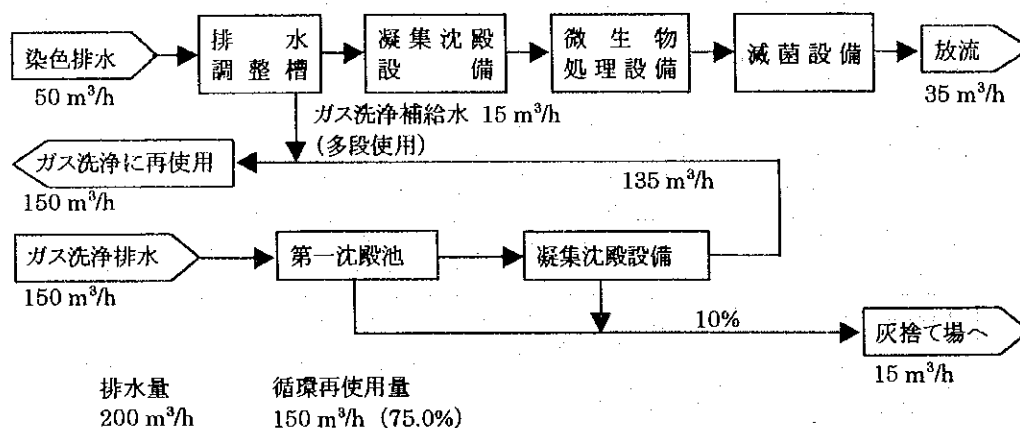 染色排水
50 m³/h
排水
調整槽
凝集沈殿
設備
微生物
処理設備
滅菌設備
放流
35 m³/h
ガス洗浄補給水 15 m³/h
(多段使用)
ガス洗浄に再使用
150 m³/h
135 m³/h
ガス洗浄排水
150 m³/h
第一沈殿池
凝集沈殿設備
10%
灰捨て場へ
15 m³/h
排水量 循環再使用量
200 m³/h 150 m³/h (75.0%)